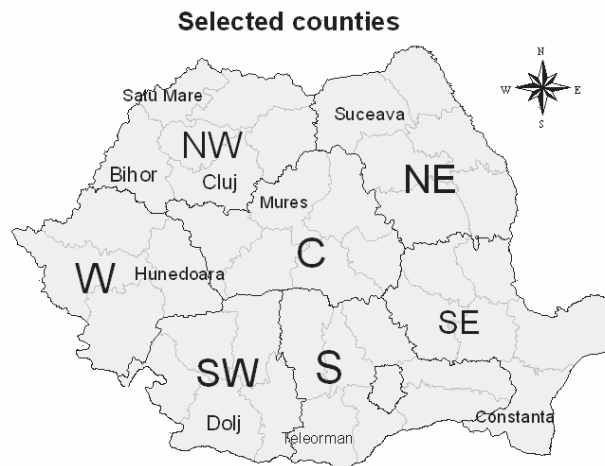 Selected counties
N
W
E
S
Satu Mare
Suceava
NW
Bihor
Cluj
NE
Mures
C
W
Hunedoara
SE
SW
S
Dolj
Constanta
Teleorman